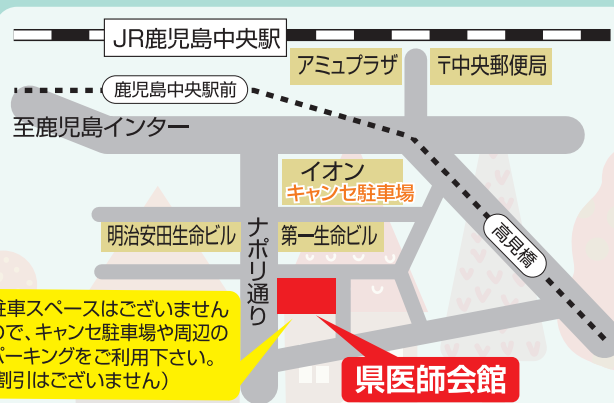 JR鹿児島中央駅
アミュプラザ
〒中央郵便局
鹿児島中央駅前
至鹿児島インター
イオン
キャンセ駐車場
明治安田生命ビル
ナポリ通り
第一生命ビル
高見橋
駐車スペースはございません
ので、キャンセ駐車場や周辺の
パーキングをご利用下さい。
割引はございません)
県医師会館